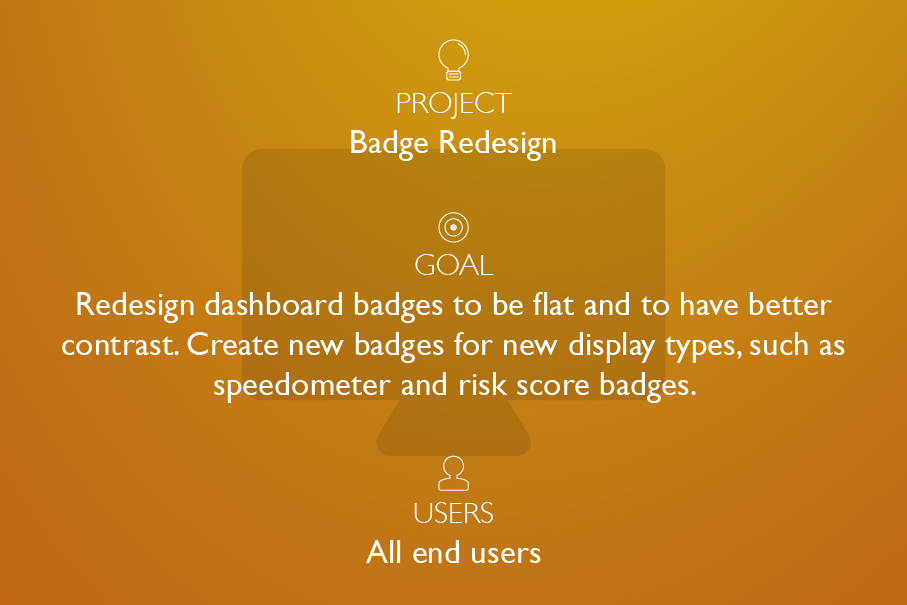 PROJECT
Badge Redesign
GOAL
Redesign dashboard badges to be flat and to have better
contrast. Create new badges for new display types, such as
speedometer and risk score badges.
USERS
All end users